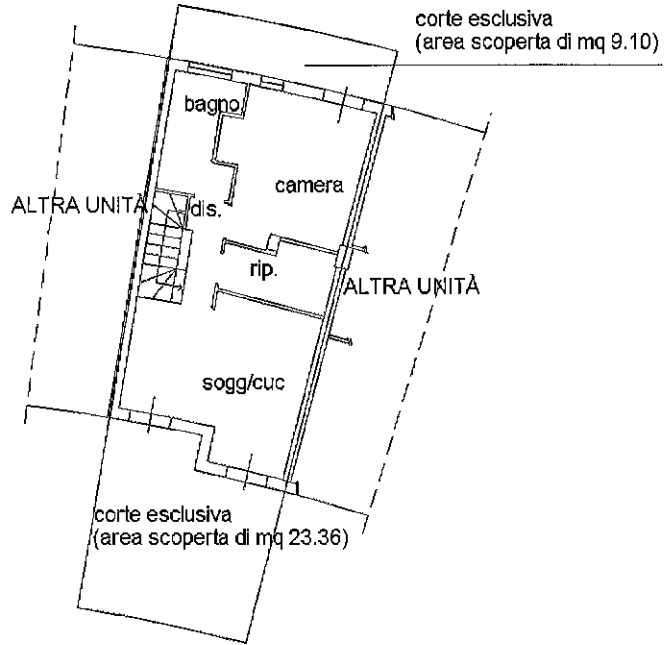 corte esclusiva
(area scoperta di mq 9.10)
bagno
camera
ALTRA UNITÀ
dis.
rip.
ALTRA UNITÀ
sogg/cuc
corte esclusiva
(area scoperta di mq 23.36)